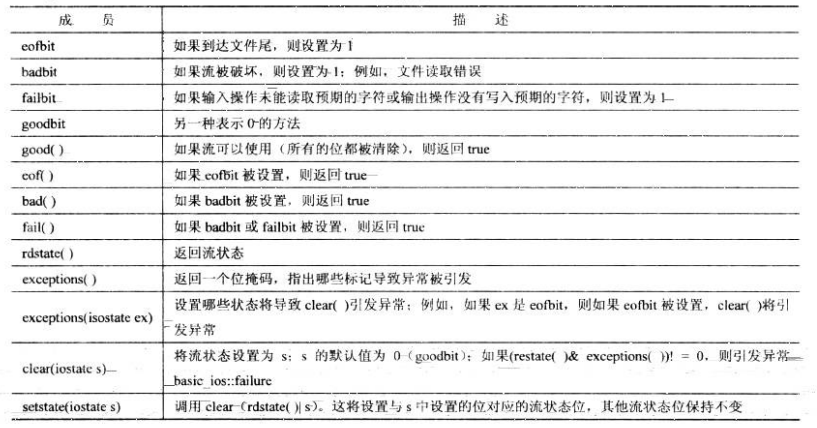 成 员 描 述
eofbit 如果到达文件尾，则设置为 1
badbit 如果流被破坏，则设置为 1；例如，文件读取错误
failbit 如果输入操作未能读取预期的字符或输出操作没有写入预期的字符，则设置为 1
goodbit 另一种表示 0 的方法
good( ) 如果流可以使用（所有的位都被清除），则返回 true
eof( ) 如果 eofbit 被设置，则返回 true
bad( ) 如果 badbit 被设置，则返回 true
fail( ) 如果 badbit 或 failbit 被设置，则返回 true
rdstate( ) 返回流状态
exceptions( ) 返回一个位掩码，指出哪些标记导致异常被引发
exceptions(isostate ex) 设置哪些状态将导致 clear( )引发异常；例如，如果 ex 是 eofbit，则如果 eofbit 被设置，clear( )将引
发异常
clear(iostate s) 将流状态设置为 s；s 的默认值为 0（goodbit）；如果(restate( )& exceptions( ))! = 0，则引发异常
basic_ios::failure
setstate(iostate s) 调用 clear（rdstate( )| s）。这将设置与 s 中设置的位对应的流状态位，其他流状态位保持不变